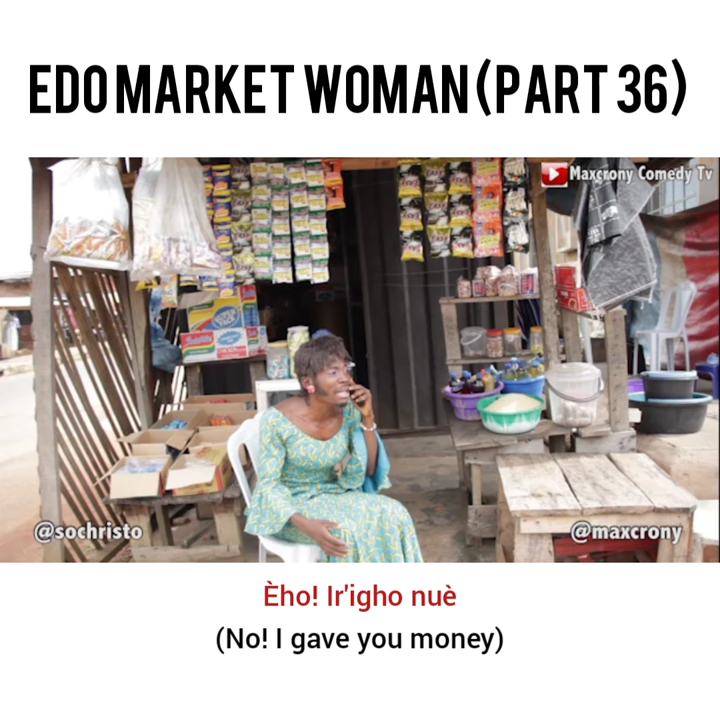 EDO MARKET WOMAN (PART 36)
Maxcrony Comedy Tv
@sochristo
@maxcrony
Èho! Ir'igho nuè
(No! I gave you money)